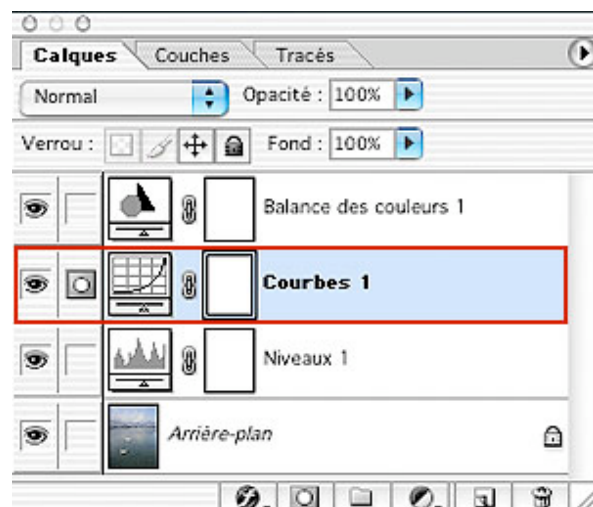 Calques Couches Tracés
Normal Opacité : 100%
Verrou : Fond : 100%
Balance des couleurs 1
Courbes 1
Niveaux 1
Arrière-plan